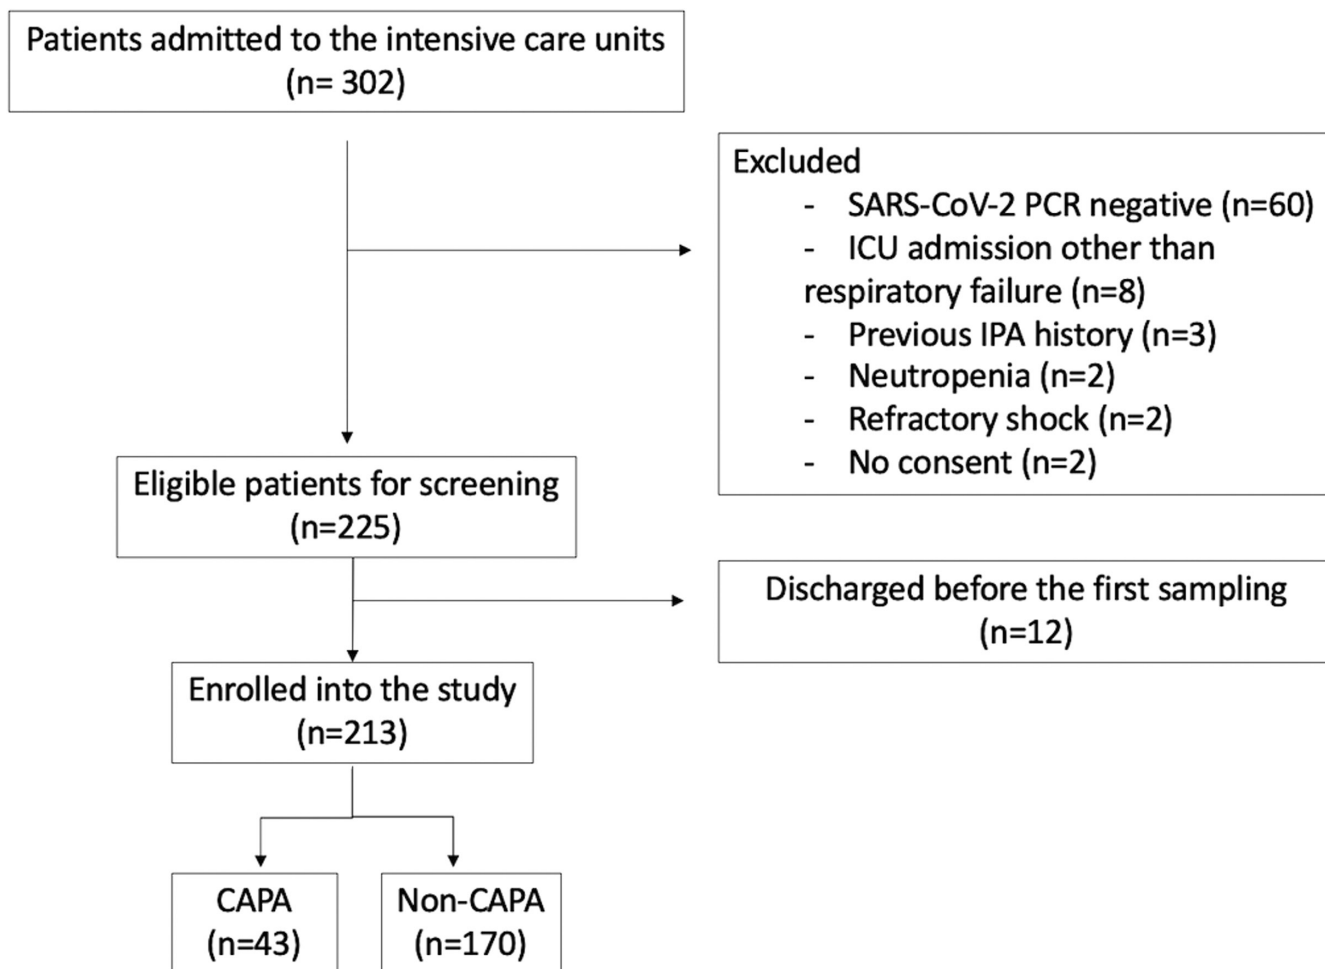 Patients admitted to the intensive care units
(n= 302)
Excluded
- SARS-CoV-2 PCR negative (n=60)
- ICU admission other than
respiratory failure (n=8)
- Previous IPA history (n=3)
- Neutropenia (n=2)
- Refractory shock (n=2)
- No consent (n=2)
Eligible patients for screening
(n=225)
Discharged before the first sampling
(n=12)
Enrolled into the study
(n=213)
CAPA
(n=43)
Non-CAPA
(n=170)